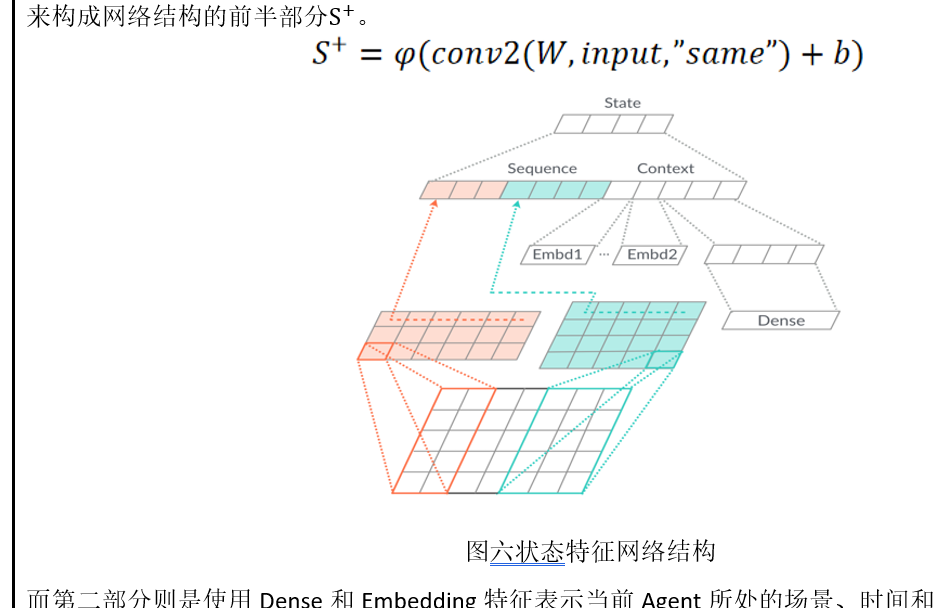 来构成网络结构的前半部分S⁺。
S⁺ = φ(conv2(W, input, ”same”) + b)
State
Sequence Context
Embd1 ... Embd2
Dense
图六状态特征网络结构
而第二部分则是使用 Dense 和 Embedding 特征表示当前 Agent 所处的场景、时间和